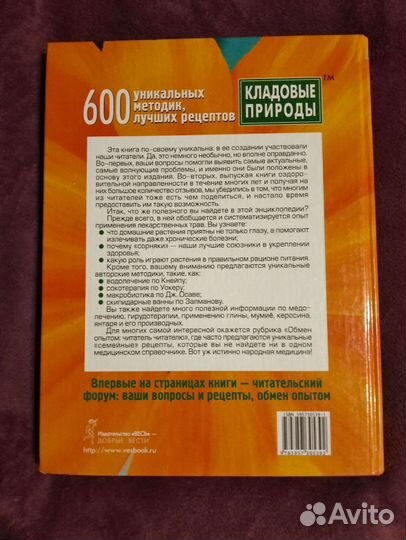 600 уникальных
методик,
лучших рецептов
КЛАДОВЫЕ
ПРИРОДЫ
TM
Эта книга по-своему уникальна: в ее создании участвовали
наши читатели. Да, это немного необычно, но вполне оправданно.
Во-первых, ваши вопросы помогли выявить самые актуальные,
самые волнующие проблемы, и именно они были положены в
основу этого издания. Во-вторых, выпуская книги оздорови-
тельной направленности в течение многих лет и получая на
них большое количество отзывов, мы убедились в том, что многим
из читателей тоже есть чем поделиться, и настало время
предоставить им такую возможность.
Итак, что же полезного вы найдете в этой энциклопедии?
Прежде всего, в ней обобщается и систематизируется опыт
применения лекарственных трав. Вы узнаете:
что домашние растения приятны не только глазу, а помогают
излечивать даже хронические болезни;
почему «сорняки» — наши лучшие союзники в укреплении
здоровья;
какую роль играют растения в правильном рационе питания.
Кроме того, вашему вниманию предлагаются уникальные
авторские методики, такие, как:
водолечение по Кнейпу;
сокотерапия по Уокеру;
макробиотика по Дж. Осаве;
скипидарные ванны по Залманову.
Вы также найдете много полезной информации по медо-
лечению, гирудотерапии, применению глины, мумиё, керосина,
янтаря и его производных.
Для многих самой интересной окажется рубрика «Обмен
опытом: читатель читателю», где часто предлагаются уникальные
«семейные» рецепты, которые вы не найдете ни в одном
медицинском справочнике. Вот уж истинно народная медицина!
Впервые на страницах книги — читательский
форум: ваши вопросы и рецепты, обмен опытом
Издательство «ВЕСЬ» —
ДОБРЫЕ ВЕСТИ
http://www.vesbook.ru
Avito